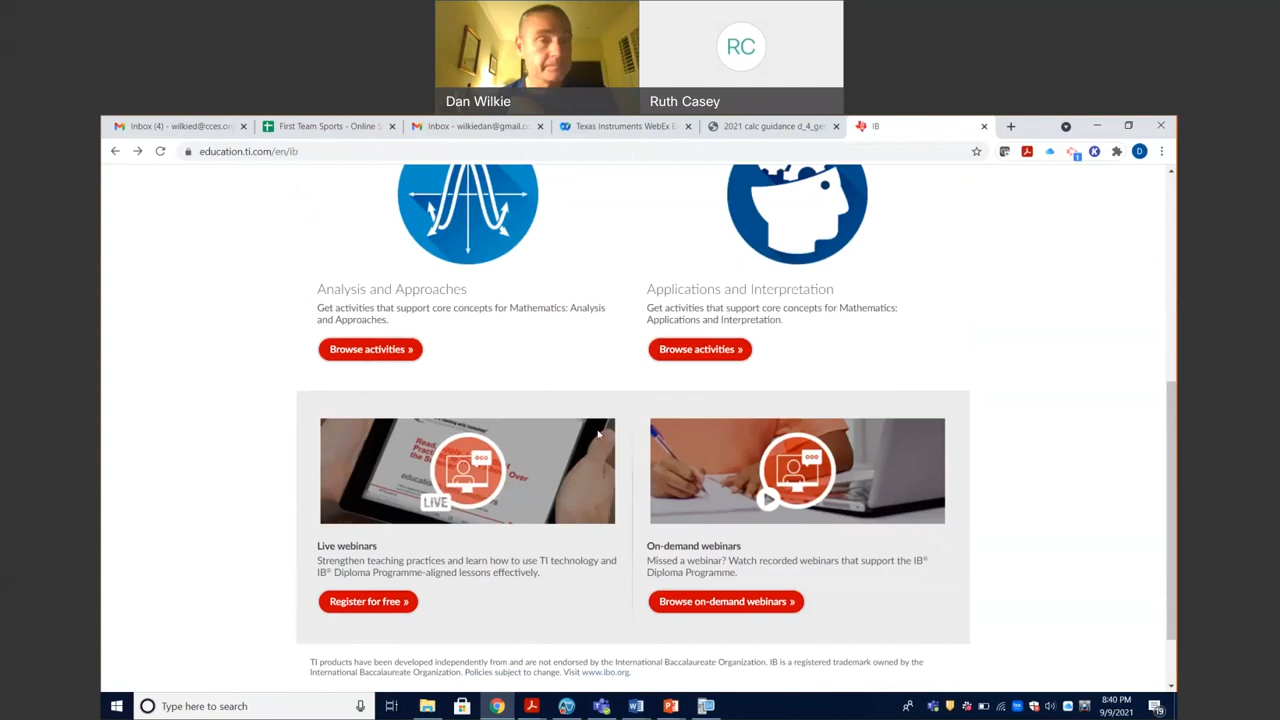 RC
Dan Wilkie
Ruth Casey
Inbox (4) - wilkied@cces.org
First Team Sports - Online S
Inbox - wilkiedan@gmail.co
Texas Instruments WebEx E
2021 calc guidance d_4_ge
IB
education.ti.com/en/ib
Analysis and Approaches
Get activities that support core concepts for Mathematics: Analysis
and Approaches.
Browse activities »
Applications and Interpretation
Get activities that support core concepts for Mathematics:
Applications and Interpretation.
Browse activities »
LIVE
Live webinars
Strengthen teaching practices and learn how to use TI technology and
IB® Diploma Programme-aligned lessons effectively.
Register for free »
On-demand webinars
Missed a webinar? Watch recorded webinars that support the IB®
Diploma Programme.
Browse on-demand webinars »
TI products have been developed independently from and are not endorsed by the International Baccalaureate Organization. IB is a registered trademark owned by the
International Baccalaureate Organization. Policies subject to change. Visit www.ibo.org.
Type here to search
8:40 PM
9/9/2021
19